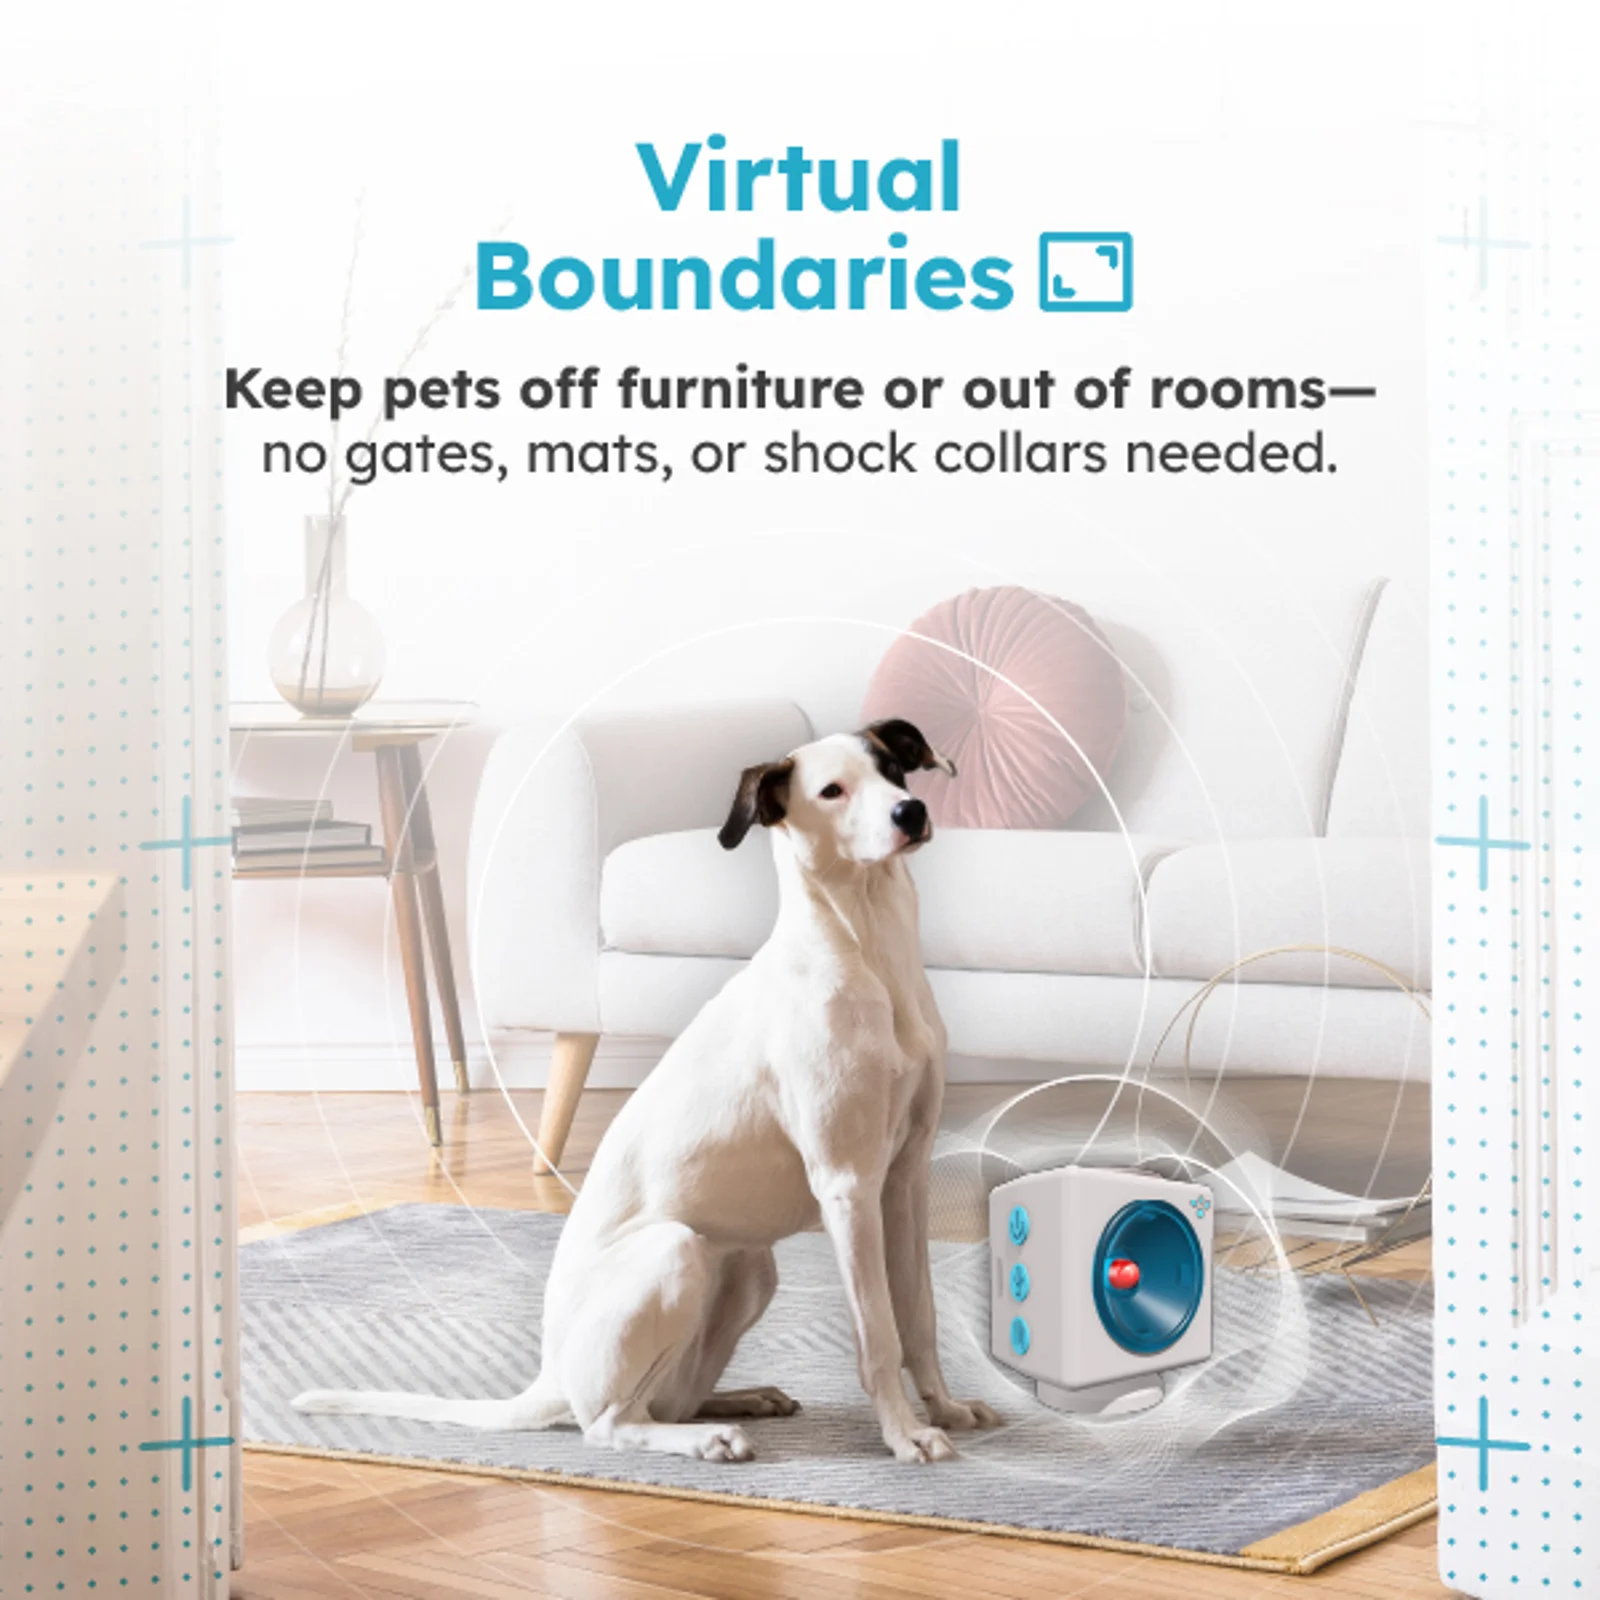 Virtual
Boundaries
Keep pets off furniture or out of rooms—
no gates, mats, or shock collars needed.